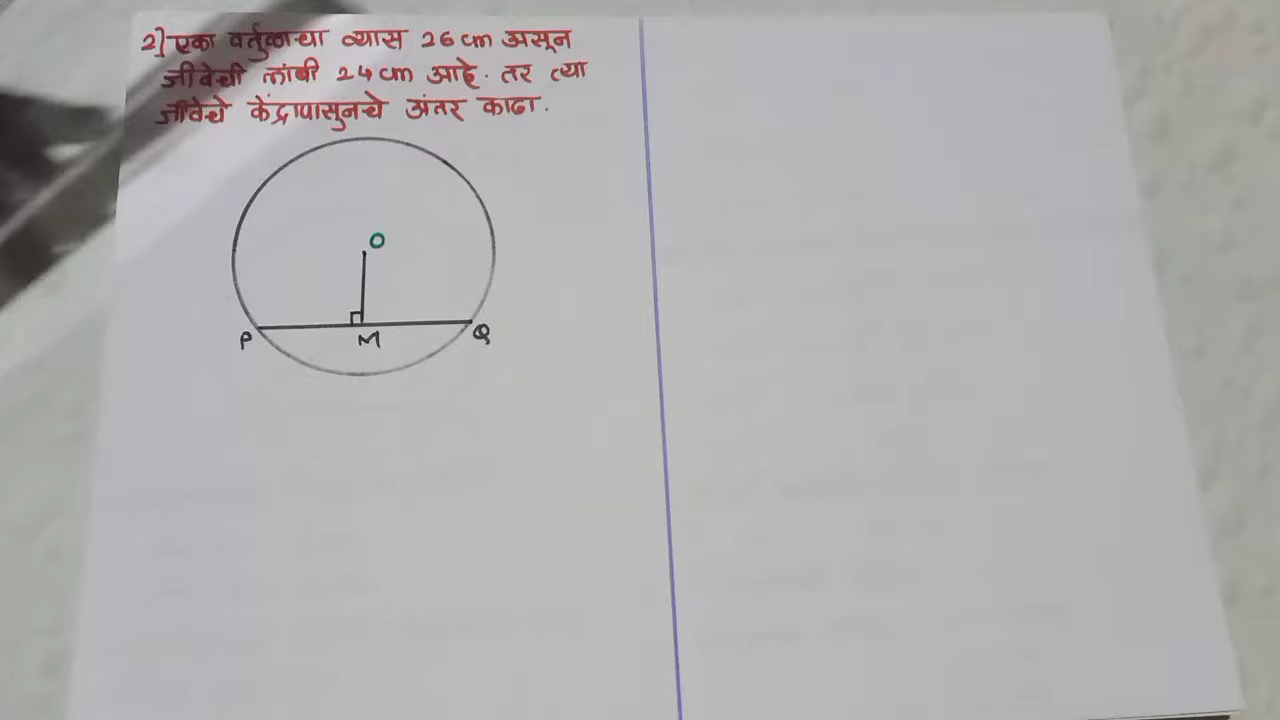 2] एका वर्तुळाचा व्यास 26 cm असून
जीवेची लांबी 24 cm आहे. तर त्या
जीवेचे केंद्रापासुनचे अंतर काढा.
O
P M Q